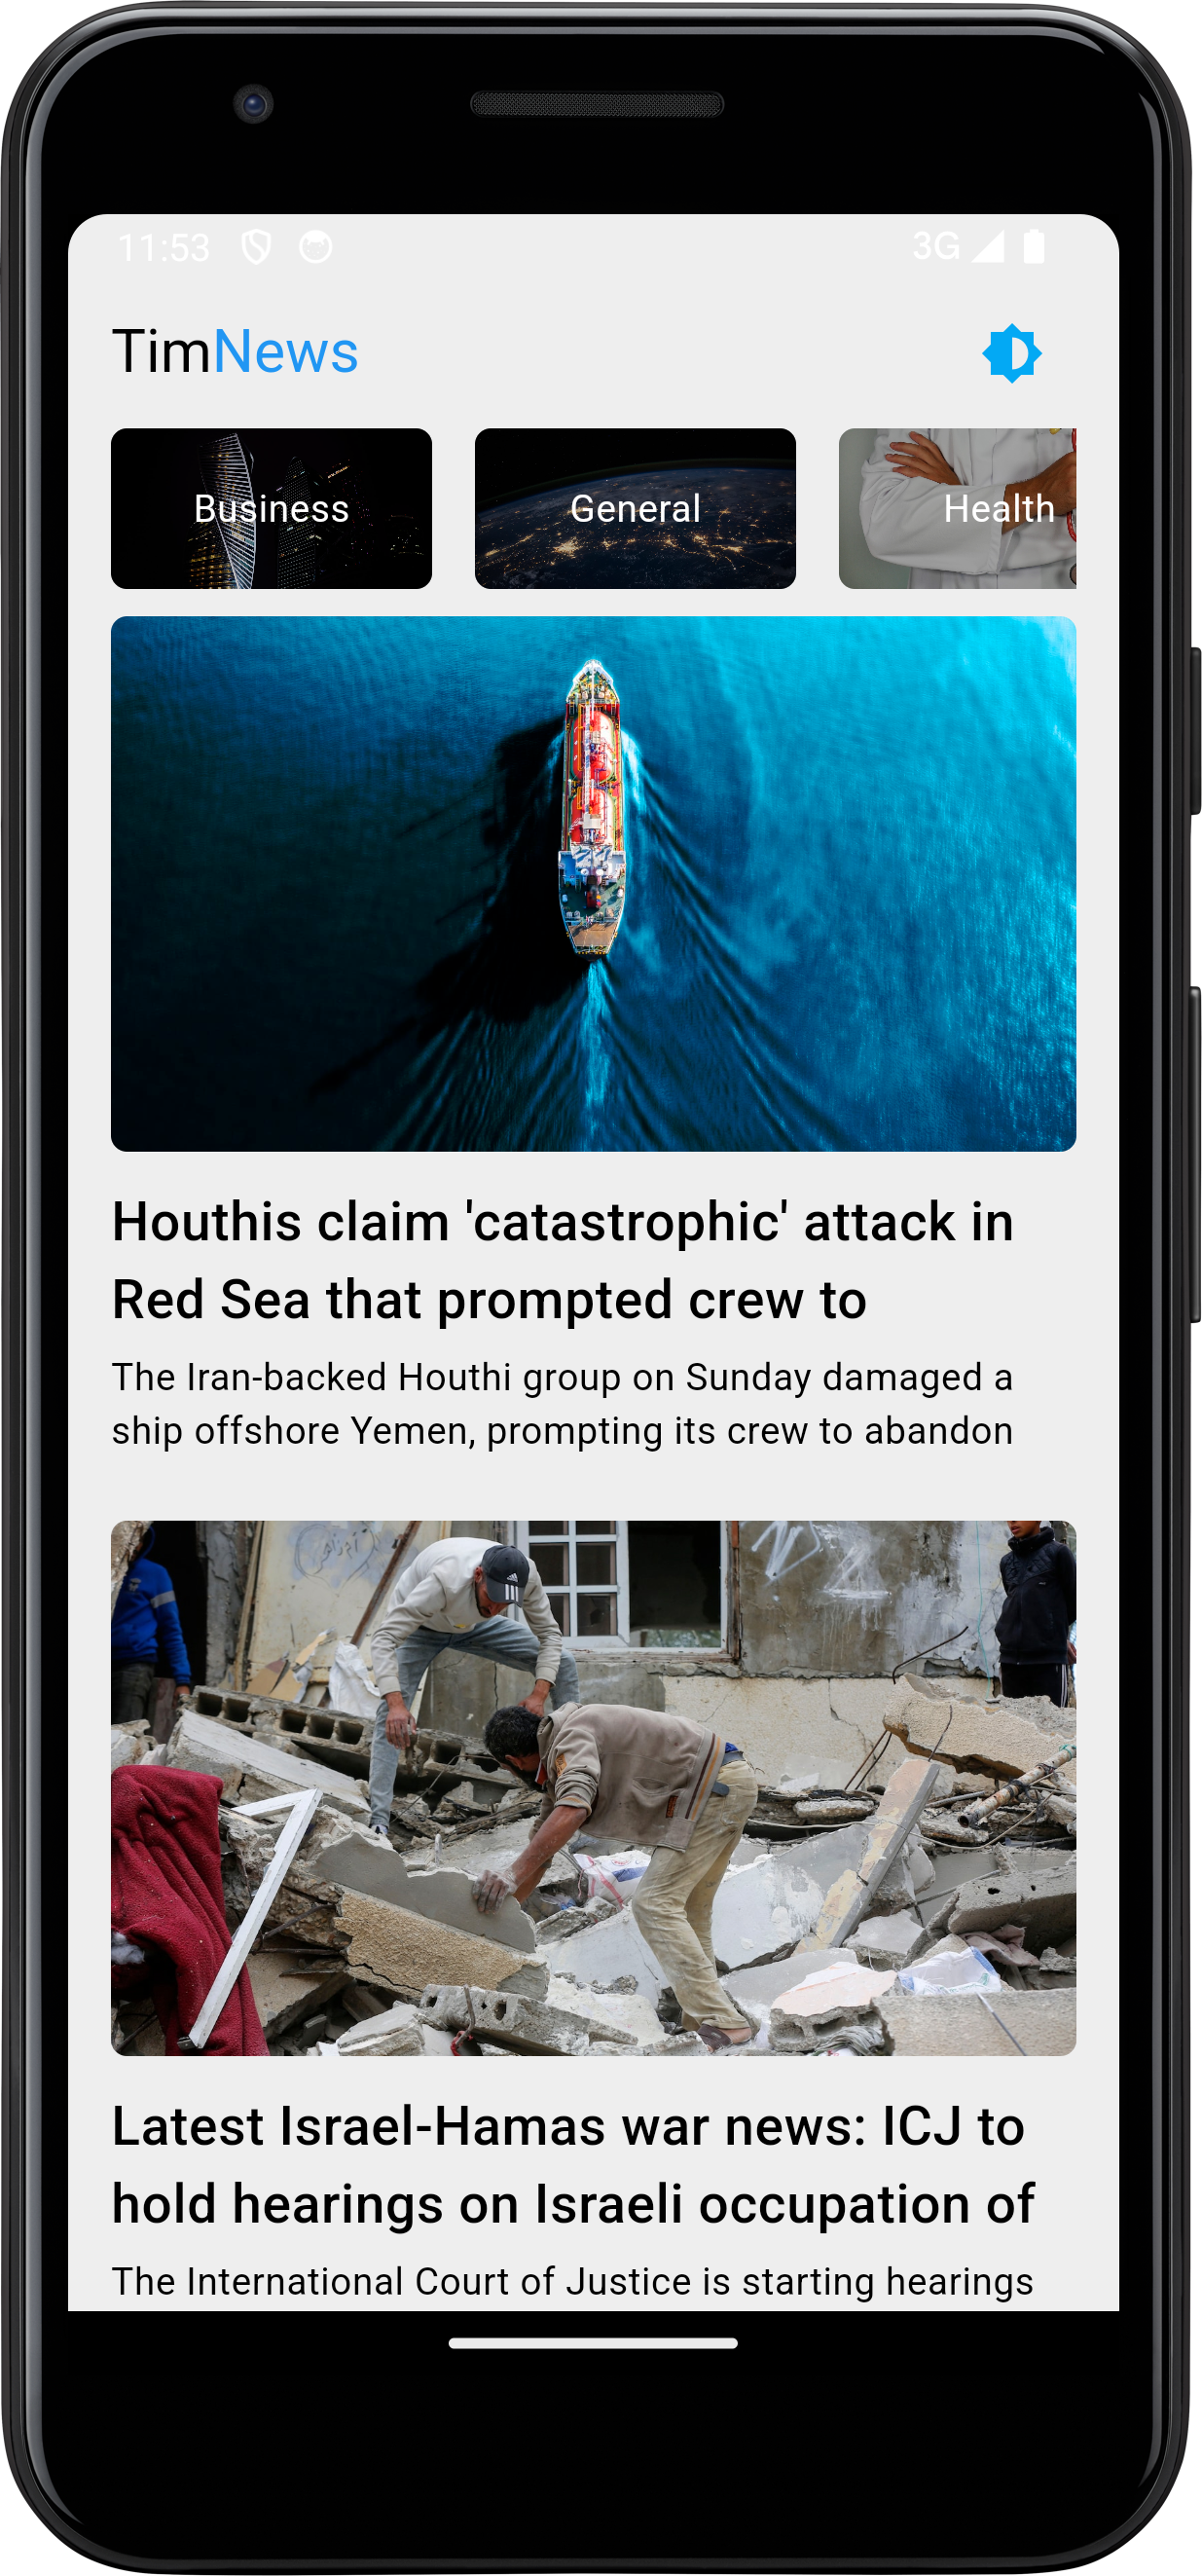 11:53
3G
TimNews
Business
General
Health
Houthis claim 'catastrophic' attack in
Red Sea that prompted crew to
The Iran-backed Houthi group on Sunday damaged a
ship offshore Yemen, prompting its crew to abandon
Latest Israel-Hamas war news: ICJ to
hold hearings on Israeli occupation of
The International Court of Justice is starting hearings